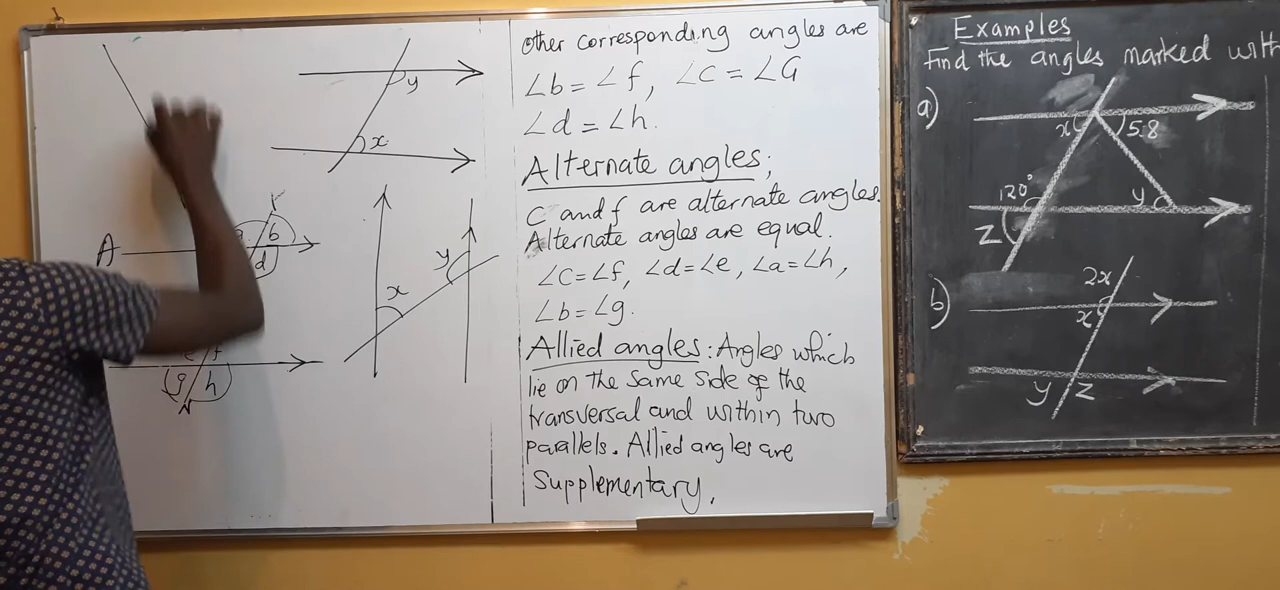 y
x
A
a
b
d
x
y
e
f
g
h
N
Other corresponding angles are
∠b = ∠f, ∠c = ∠G
∠d = ∠h.
Alternate angles;
C and f are alternate angles.
Alternate angles are equal.
∠c = ∠f, ∠d = ∠e, ∠a = ∠h,
∠b = ∠g.
Allied angles: Angles which
lie on the same side of the
transversal and within two
parallels. Allied angles are
Supplementary.
Examples
Find the angles marked with
a)
x
58
120°
y
Z
b)
2x
x
y
Z